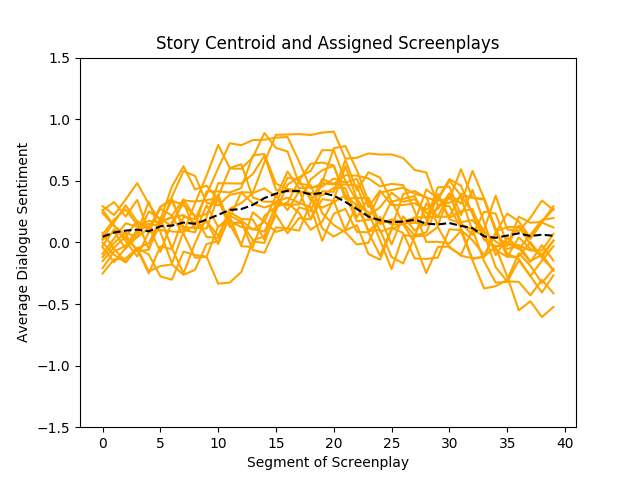 Story Centroid and Assigned Screenplays
1.5
1.0
0.5
0.0
−0.5
−1.0
−1.5
Average Dialogue Sentiment
0 5 10 15 20 25 30 35 40
Segment of Screenplay